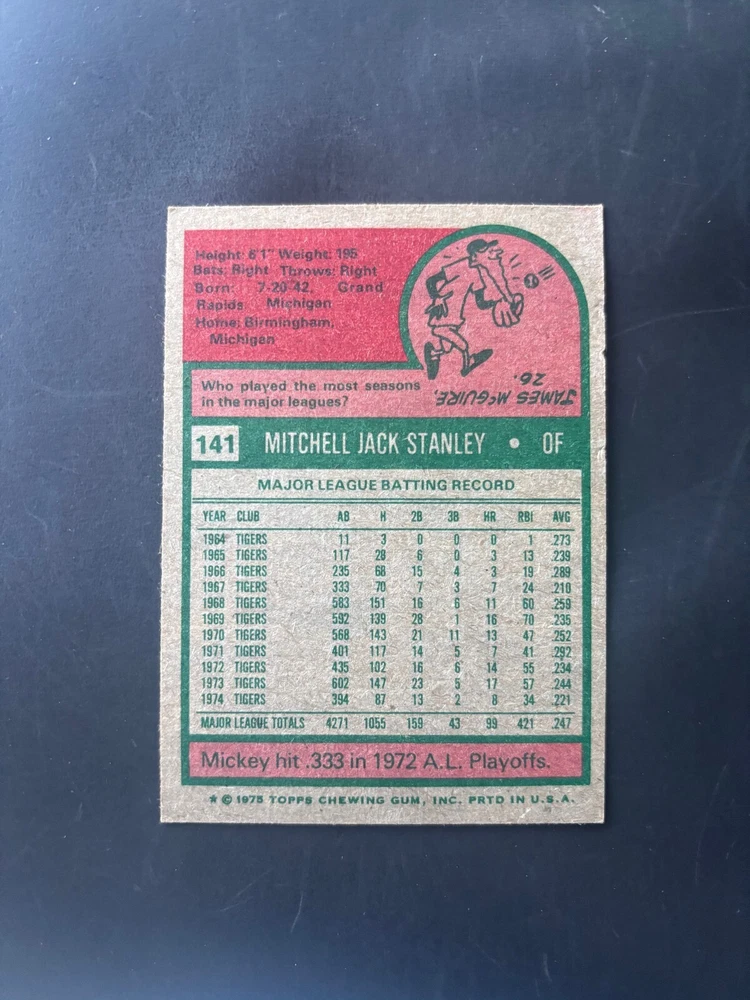 Height: 6'1" Weight: 195
Bats: Right Throws: Right
Born: 7-20-42, Grand
Rapids Michigan
Home: Birmingham,
Michigan
Who played the most seasons
in the major leagues?
JAMES McGUIRE,
26.
141 MITCHELL JACK STANLEY • OF
MAJOR LEAGUE BATTING RECORD
YEAR CLUB AB H 2B 3B HR RBI AVG
1964 TIGERS 11 3 0 0 0 1 .273
1965 TIGERS 117 28 6 0 3 13 .239
1966 TIGERS 235 68 15 4 3 19 .289
1967 TIGERS 333 70 7 3 7 24 .210
1968 TIGERS 583 151 16 6 11 60 .259
1969 TIGERS 592 139 28 1 16 70 .235
1970 TIGERS 568 143 21 11 13 47 .252
1971 TIGERS 401 117 14 5 7 41 .292
1972 TIGERS 435 102 16 6 14 55 .234
1973 TIGERS 602 147 23 5 17 57 .244
1974 TIGERS 394 87 13 2 8 34 .221
MAJOR LEAGUE TOTALS 4271 1055 159 43 99 421 .247
Mickey hit .333 in 1972 A.L. Playoffs.
* © 1975 TOPPS CHEWING GUM, INC. PRTD IN U.S.A.